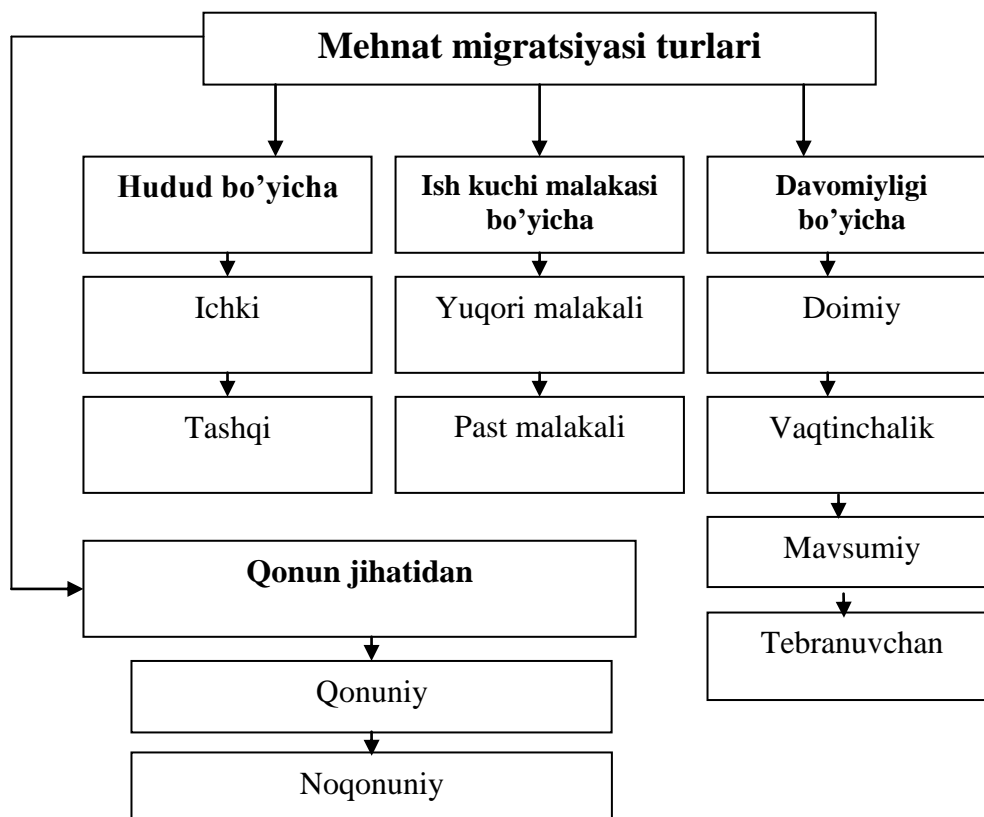 Mehnat migratsiyasi turlari
Hudud bo’yicha
Ichki
Tashqi
Ish kuchi malakasi
bo’yicha
Yuqori malakali
Past malakali
Davomiyligi
bo’yicha
Doimiy
Vaqtinchalik
Mavsumiy
Tebranuvchan
Qonun jihatidan
Qonuniy
Noqonuniy